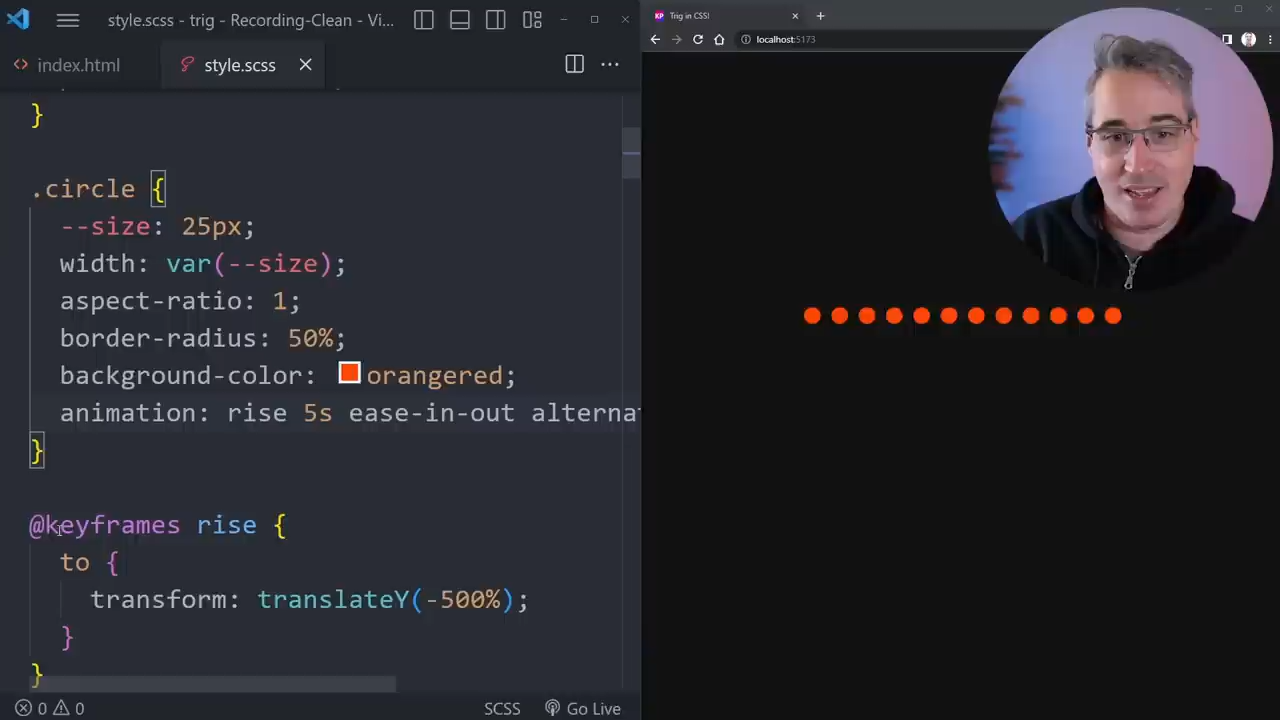 style.scss - trig - Recording-Clean - Vi...
index.html
style.scss
}
.circle {
--size: 25px;
width: var(--size);
aspect-ratio: 1;
border-radius: 50%;
background-color: orangered;
animation: rise 5s ease-in-out alterna
}
@keyframes rise {
to {
transform: translateY(-500%);
}
}
0 0
SCSS
Go Live
KP
Trig in CSS!
localhost:5173